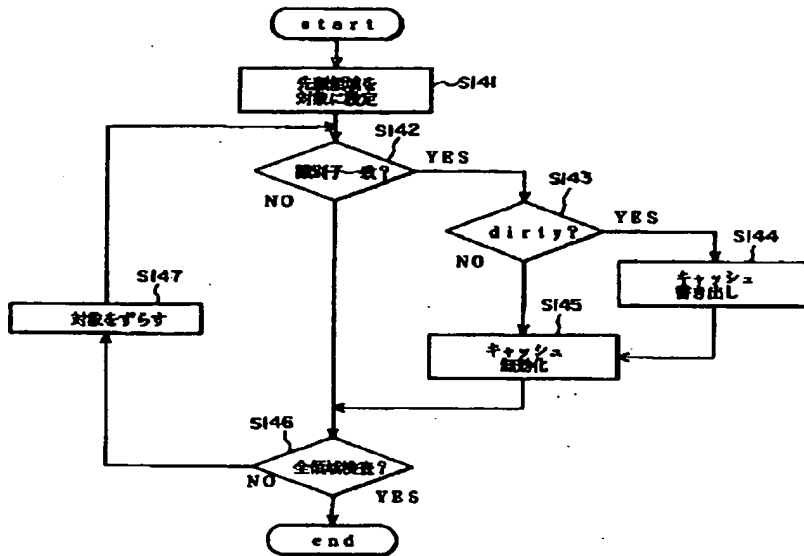 start
先頭領域を
対象に設定
S141
S142
識別子一致？
YES
NO
S143
dirty？
YES
NO
S144
キャッシュ
書き出し
S145
キャッシュ
無効化
S147
対象をずらす
S146
全領域検査？
NO
YES
end